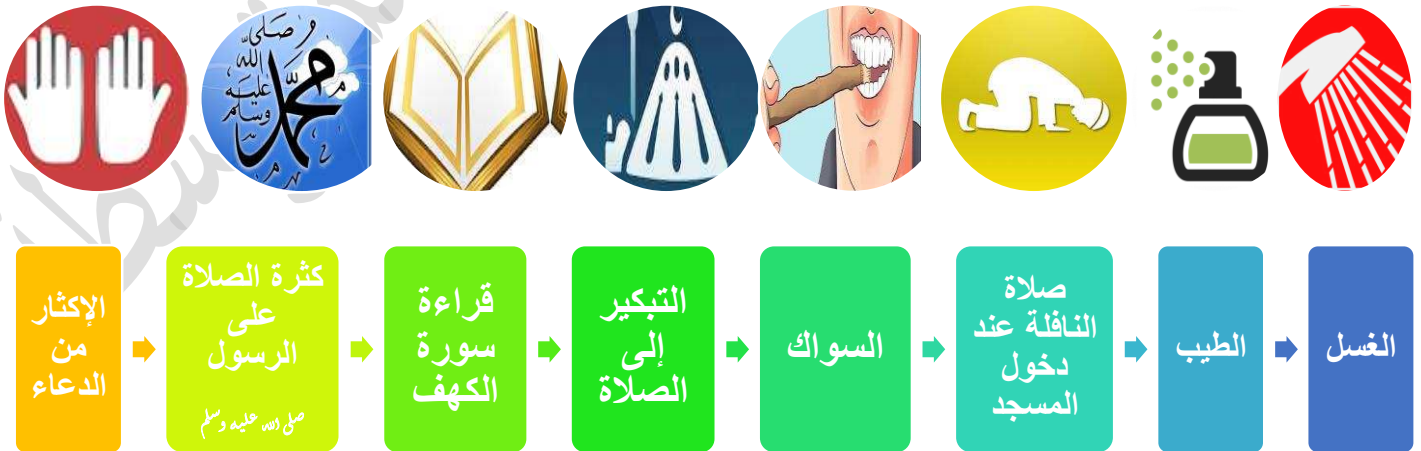 صلى
الله
عليه
وسلم
محمد
الغسل
الطيب
صلاة
النافلة عند
دخول
المسجد
السواك
التبكير
إلى
الصلاة
قراءة
سورة
الكهف
كثرة الصلاة
على
الرسول
صلى الله عليه وسلم
الإكثار
من
الدعاء